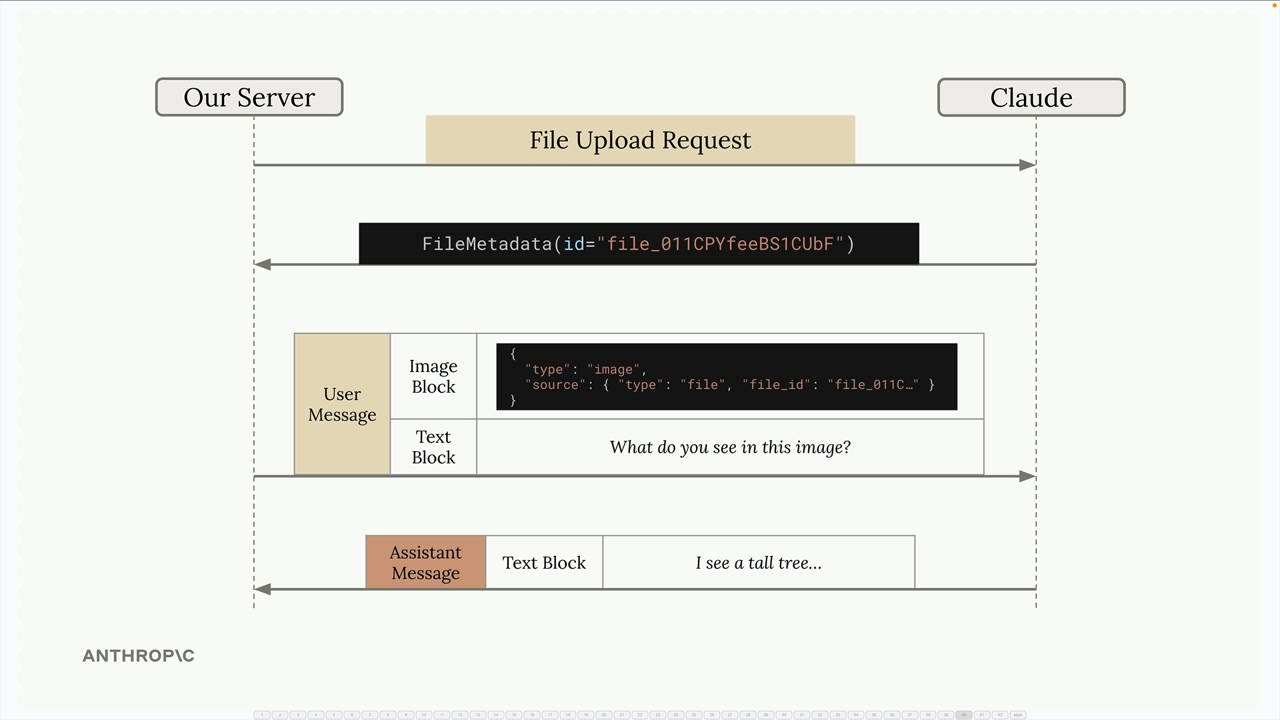 Our Server
Claude
File Upload Request
FileMetadata(id="file_011CPYfeeBS1CUbF")
User
Message
Image
Block
{
"type": "image",
"source": { "type": "file", "file_id": "file_011C…" }
}
Text
Block
What do you see in this image?
Assistant
Message
Text Block
I see a tall tree…
ANTHROP\C